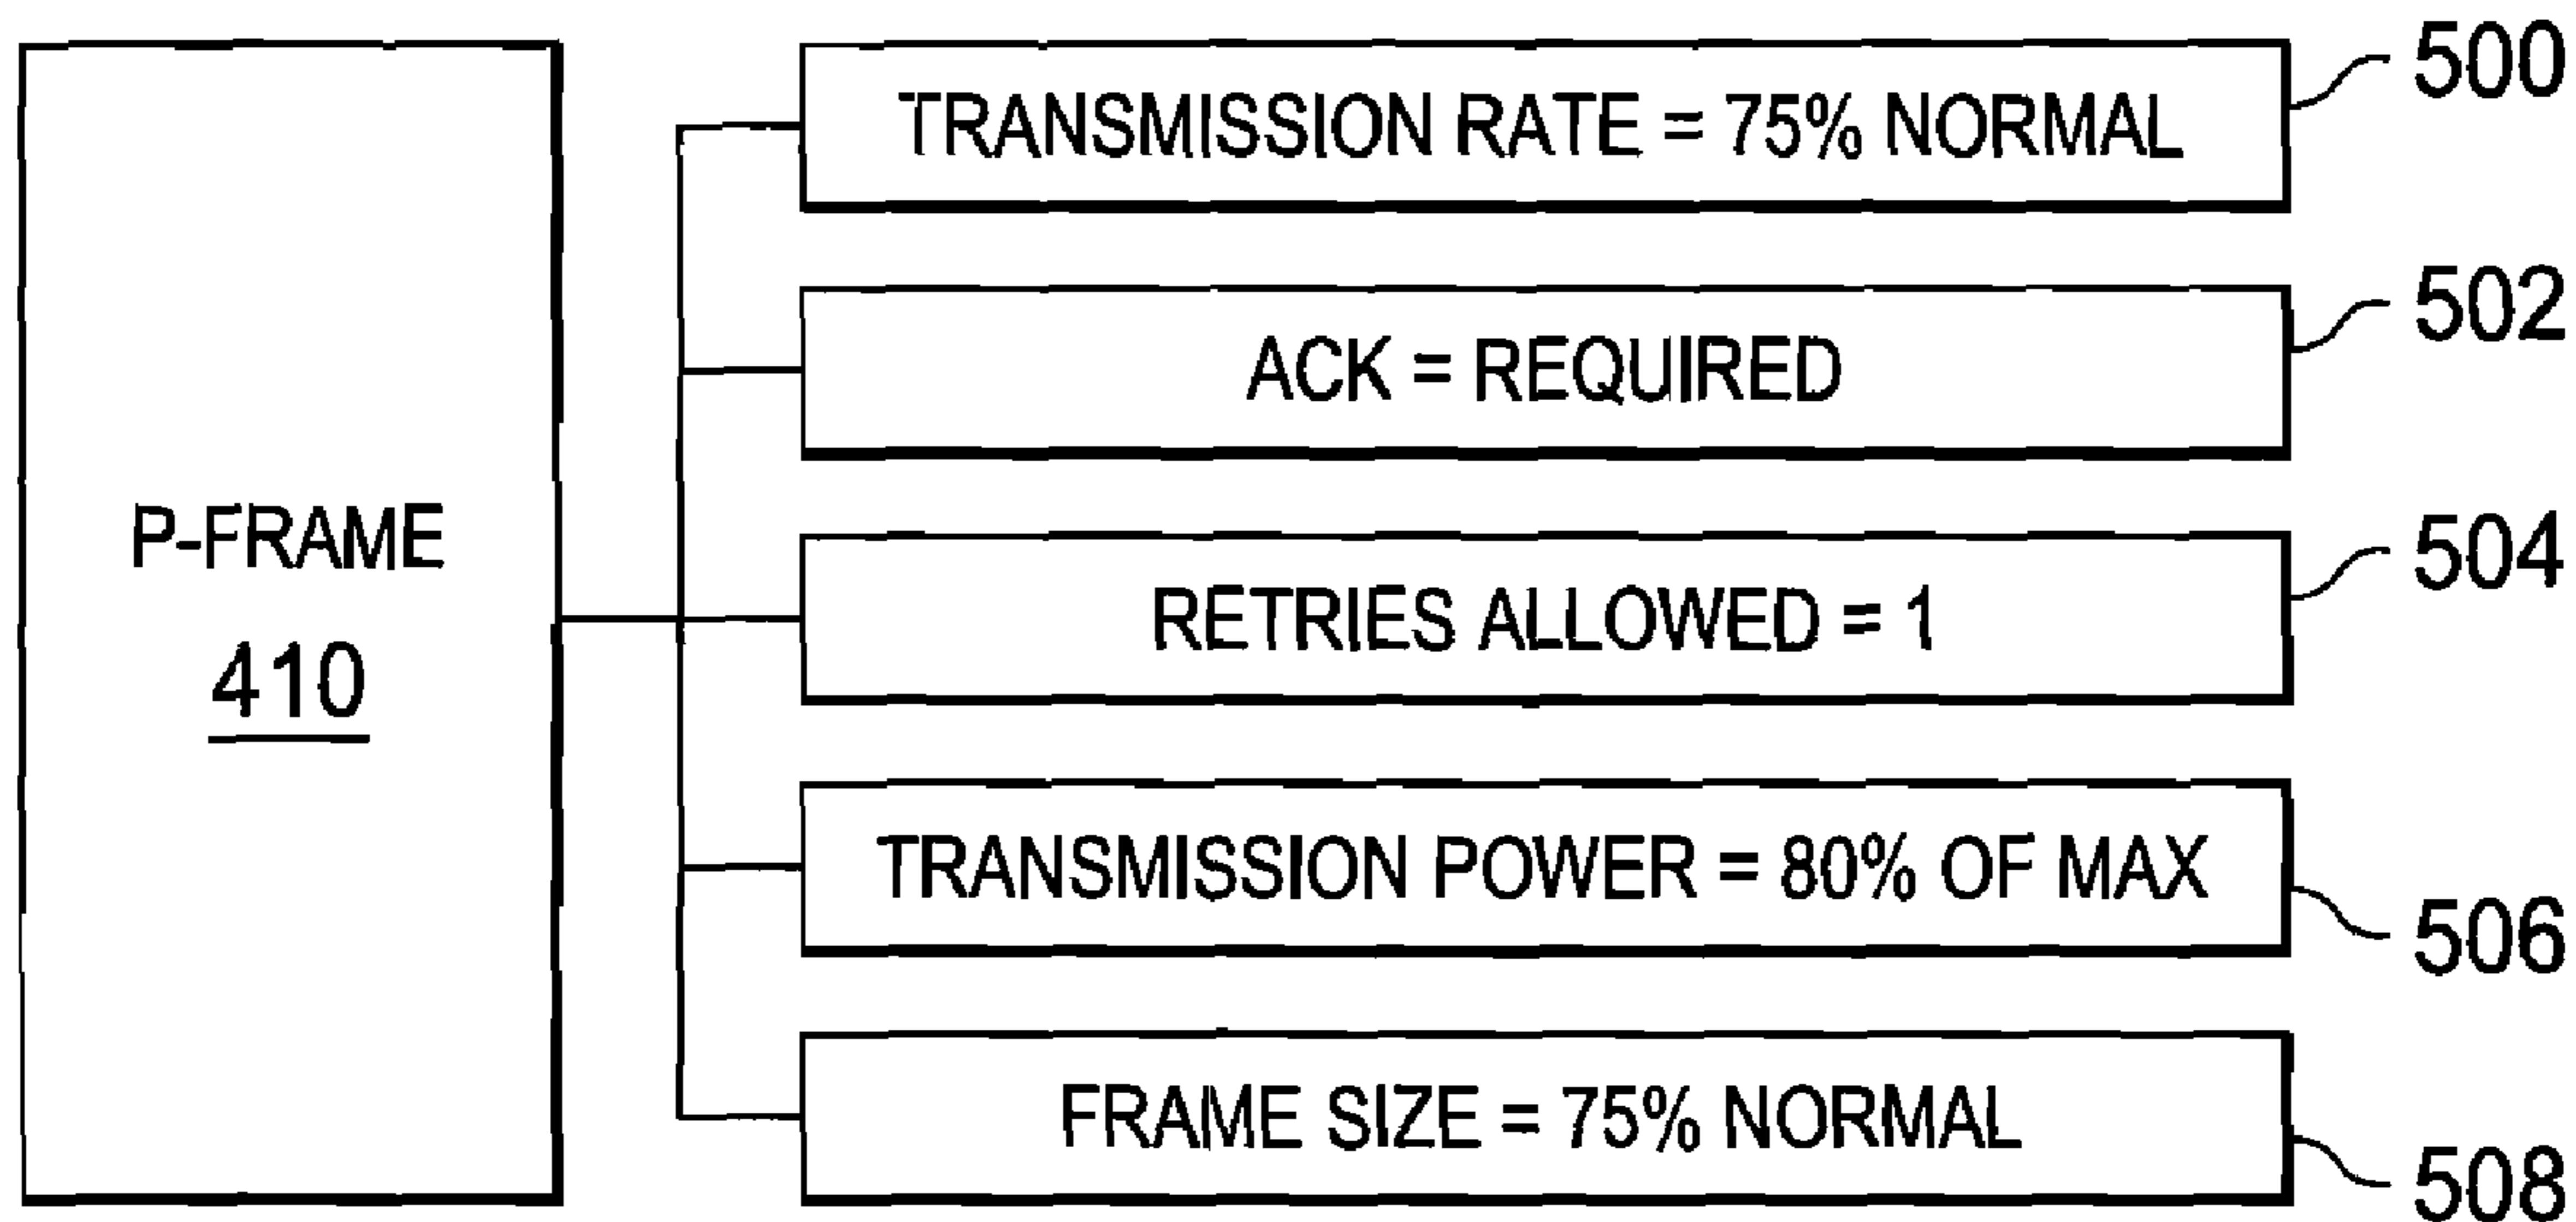 P-FRAME
410
TRANSMISSION RATE = 75% NORMAL
500
ACK = REQUIRED
502
RETRIES ALLOWED = 1
504
TRANSMISSION POWER = 80% OF MAX
506
FRAME SIZE = 75% NORMAL
508